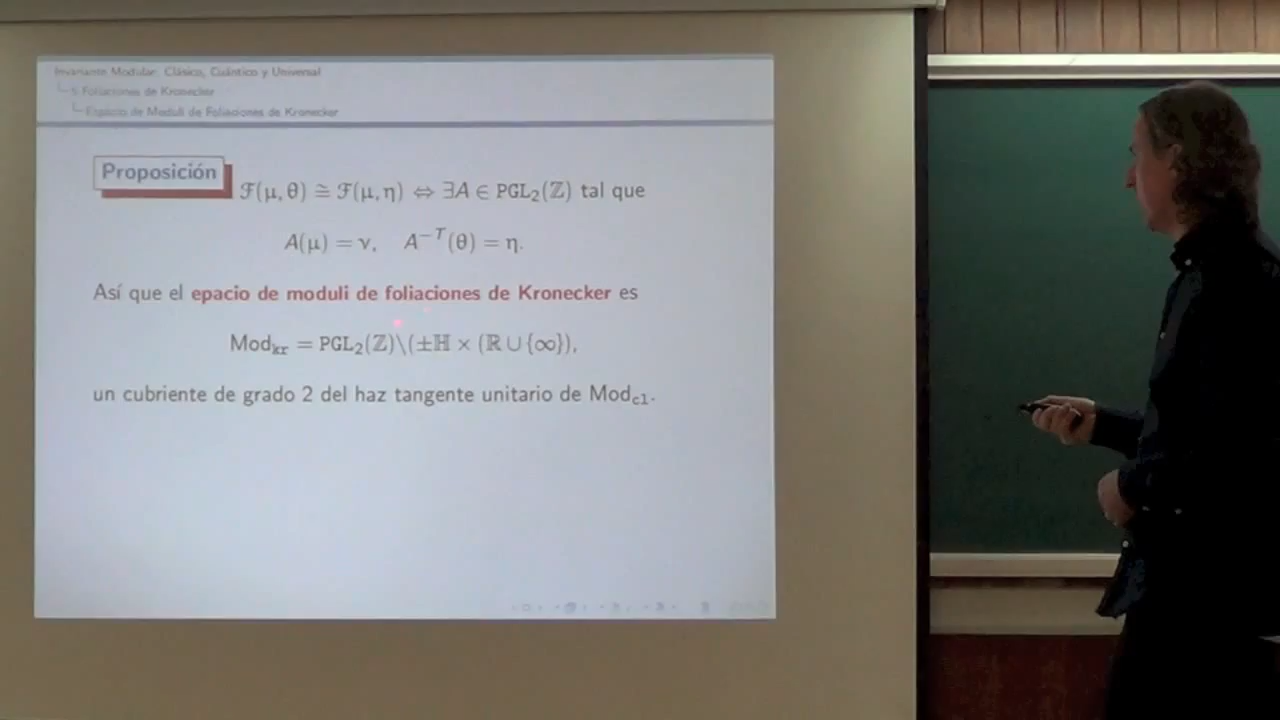 Invariante Modular: Clásico, Cuántico y Universal
5 Foliaciones de Kronecker
Espacio de Moduli de Foliaciones de Kronecker
Proposición
ℱ(μ, θ) ≅ ℱ(μ, η) ⇔ ∃A ∈ PGL₂(ℤ) tal que
A(μ) = ν, A⁻ᵀ(θ) = η.
Así que el epacio de moduli de foliaciones de Kronecker es
Modₖᵣ = PGL₂(ℤ)\(±ℍ × (ℝ ∪ {∞}),
un cubriente de grado 2 del haz tangente unitario de Mod_c1.